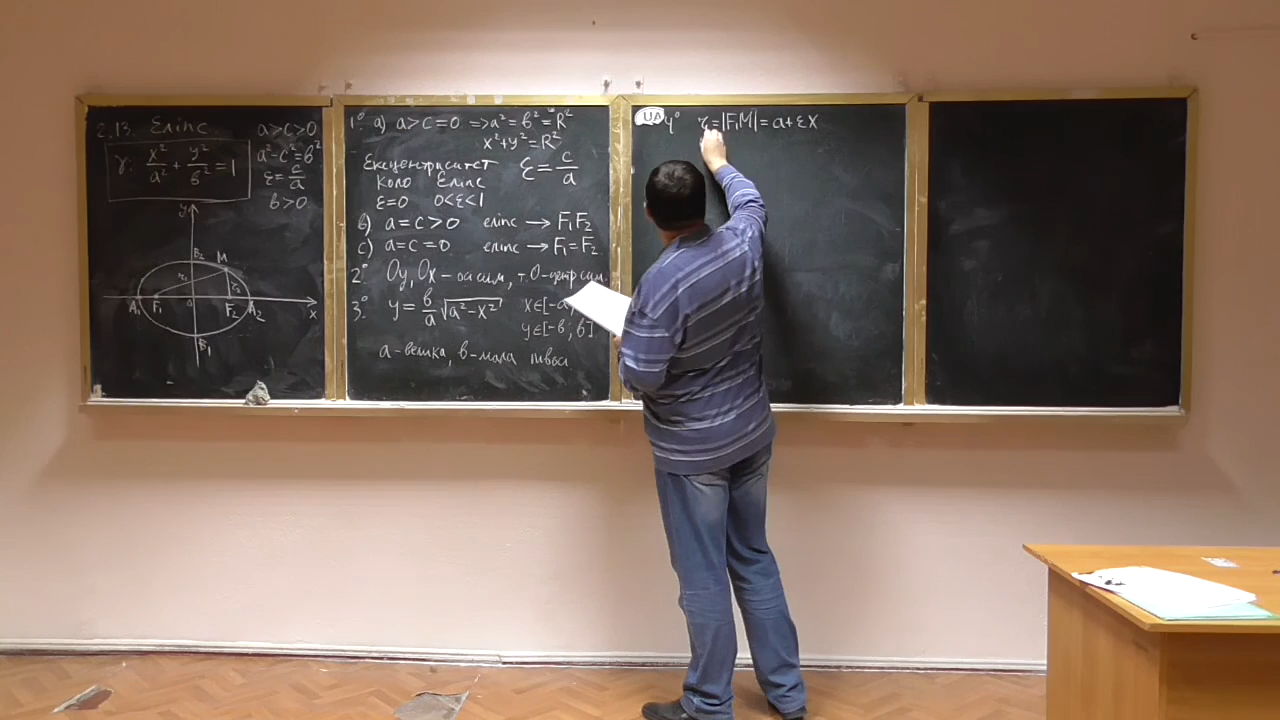 2.13. Еліпс.
γ: x²/a² + y²/b² = 1
a>c>0
a²-c²=b²
ε=c/a
b>0
y
B₂
M
r₁
r₂
A₁ F₁ 0 F₂ A₂
x
B₁
1° a) a>c=0 ⇒ a²=b²=R²
x²+y²=R²
Ексцентриситет ε=c/a
Коло Еліпс
ε=0 0<ε<1
b) a=c>0 еліпс → F₁F₂
c) a=c=0 еліпс → F₁=F₂
2° Oy, Ox - осі сим., т. O-центр сим.
3° y = b/a √(a²-x²) x∈[-a
y∈[-b; b]
a-велика, b-мала півосі
UA
4° r₁=|F₁M|=a+εx